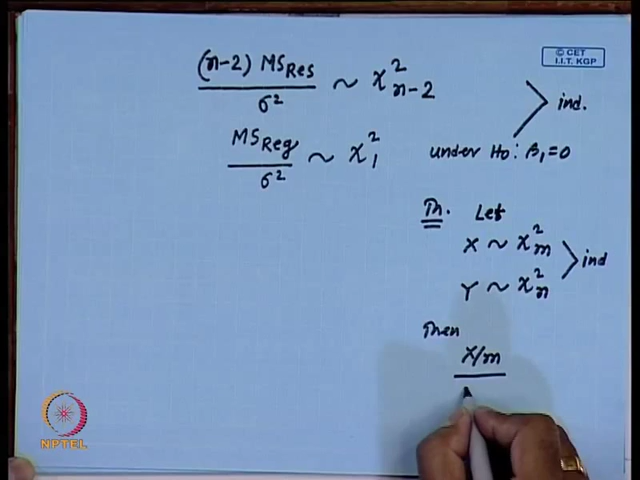 (n-2) MS_Res / σ² ~ χ²_{n-2}
© CET
I.I.T. KGP
MS_Reg / σ² ~ χ²_1
ind.
under H₀: β₁=0
Th. Let
X ~ χ²_m
Y ~ χ²_n
ind
Then
X/m
NPTEL